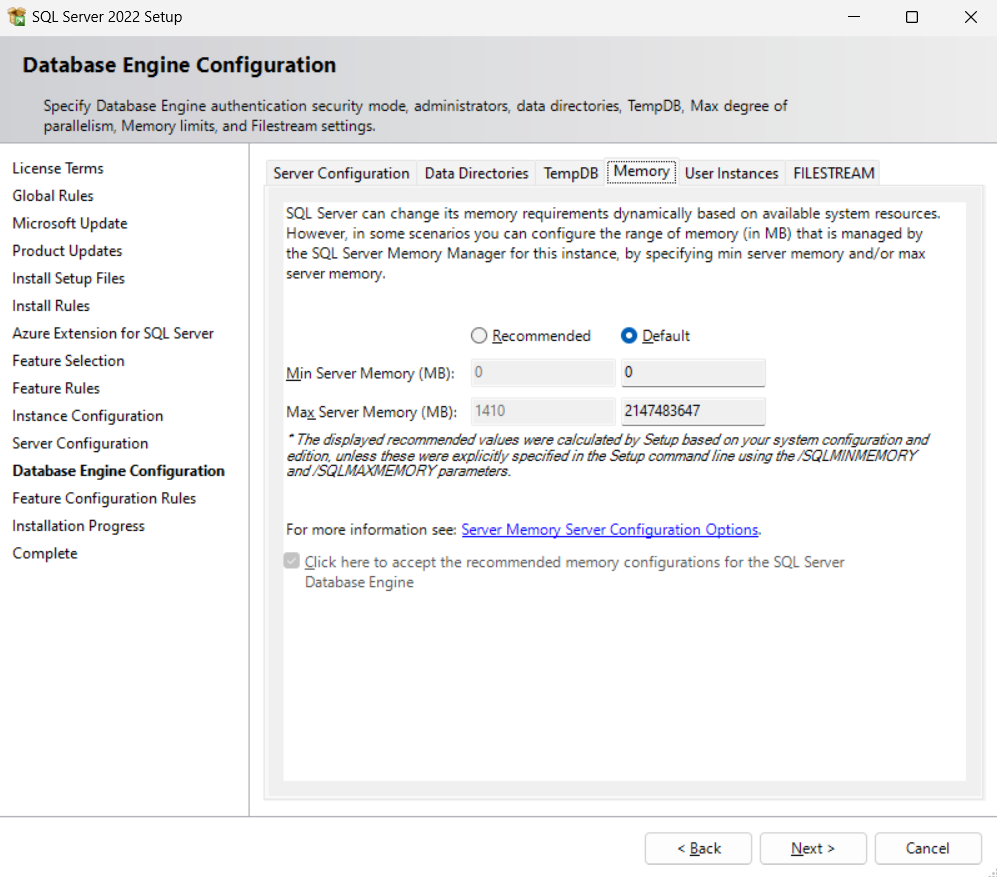 SQL Server 2022 Setup
Database Engine Configuration
Specify Database Engine authentication security mode, administrators, data directories, TempDB, Max degree of
parallelism, Memory limits, and Filestream settings.
License Terms
Global Rules
Microsoft Update
Product Updates
Install Setup Files
Install Rules
Azure Extension for SQL Server
Feature Selection
Feature Rules
Instance Configuration
Server Configuration
Database Engine Configuration
Feature Configuration Rules
Installation Progress
Complete
Server Configuration Data Directories TempDB Memory User Instances FILESTREAM
SQL Server can change its memory requirements dynamically based on available system resources.
However, in some scenarios you can configure the range of memory (in MB) that is managed by
the SQL Server Memory Manager for this instance, by specifying min server memory and/or max
server memory.
Recommended Default
Min Server Memory (MB): 0 0
Max Server Memory (MB): 1410 2147483647
* The displayed recommended values were calculated by Setup based on your system configuration and
edition, unless these were explicitly specified in the Setup command line using the /SQLMINMEMORY
and /SQLMAXMEMORY parameters.
For more information see: Server Memory Server Configuration Options.
Click here to accept the recommended memory configurations for the SQL Server
Database Engine
< Back Next > Cancel